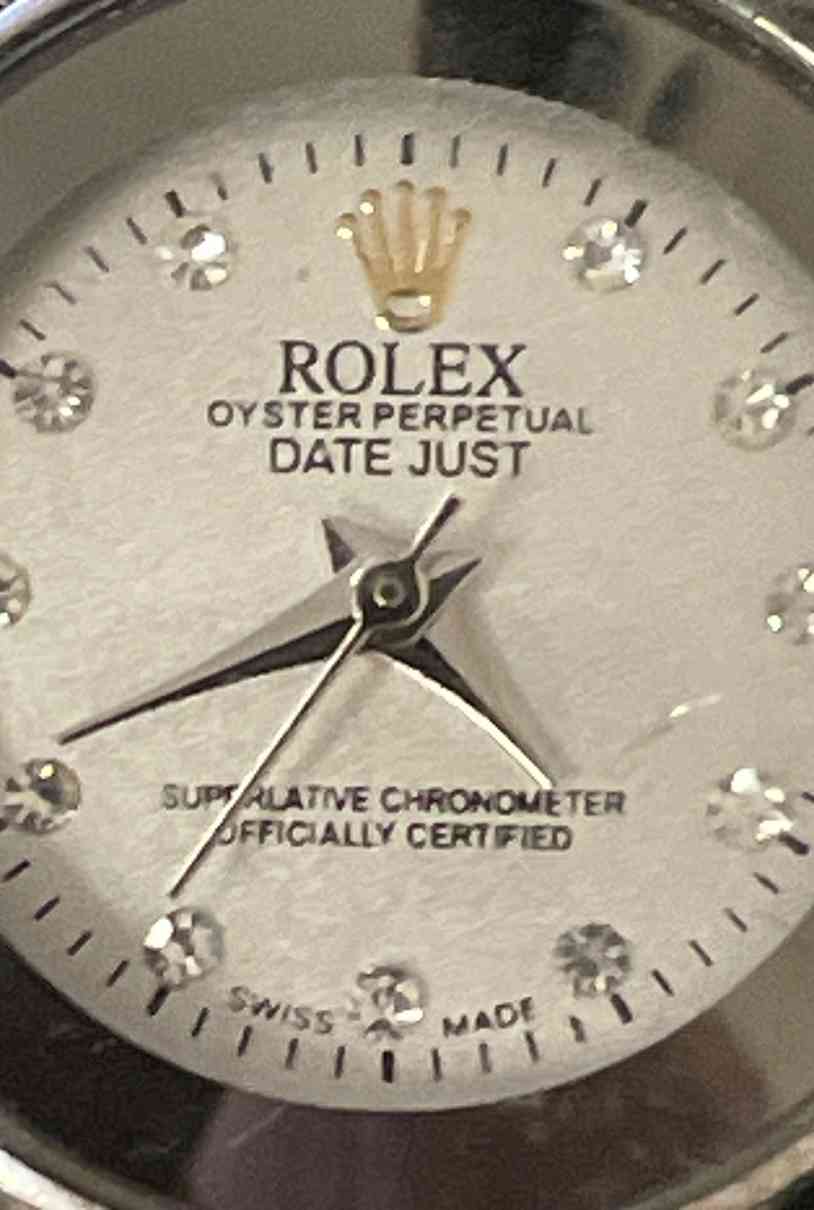 ROLEX
OYSTER PERPETUAL
DATE JUST
SUPERLATIVE CHRONOMETER
OFFICIALLY CERTIFIED
SWISS MADE